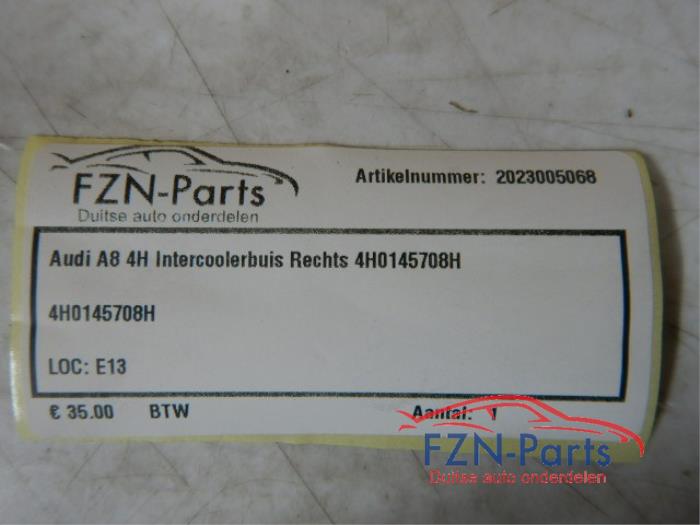 FZN-Parts
Duitse auto onderdelen
Artikelnummer: 2023005068
Audi A8 4H Intercoolerbuis Rechts 4H0145708H
4H0145708H
LOC: E13
€ 35.00 BTW Aantal: 1
FZN-Parts
Duitse auto onderdelen